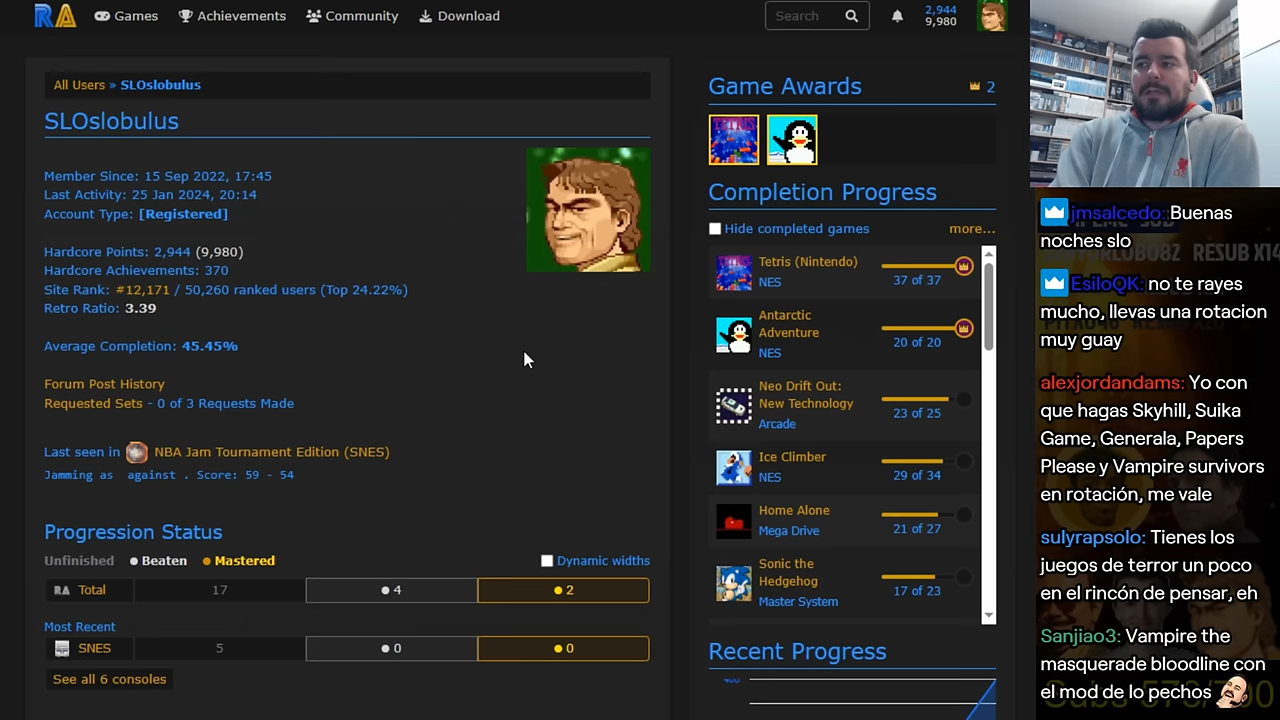 RA Games Achievements Community Download Search 2,944
9,980
All Users » SLOslobulus
SLOslobulus
Member Since: 15 Sep 2022, 17:45
Last Activity: 25 Jan 2024, 20:14
Account Type: [Registered]
Hardcore Points: 2,944 (9,980)
Hardcore Achievements: 370
Site Rank: #12,171 / 50,260 ranked users (Top 24.22%)
Retro Ratio: 3.39
Average Completion: 45.45%
Forum Post History
Requested Sets - 0 of 3 Requests Made
Last seen in NBA Jam Tournament Edition (SNES)
Jamming as against . Score: 59 - 54
Progression Status
Unfinished Beaten Mastered Dynamic widths
RA Total 17 4 2
Most Recent
SNES 5 0 0
See all 6 consoles
Game Awards 2
TETRIS
Completion Progress
Hide completed games more...
Tetris (Nintendo)
NES 37 of 37
Antarctic
Adventure
NES 20 of 20
Neo Drift Out:
New Technology
Arcade 23 of 25
Ice Climber
NES 29 of 34
Home Alone
Mega Drive 21 of 27
Sonic the
Hedgehog
Master System 17 of 23
Recent Progress
400
jmsalcedo: Buenas
noches slo
EsiloQK: no te rayes
mucho, llevas una rotacion
muy guay
alexjordandams: Yo con
que hagas Skyhill, Suika
Game, Generala, Papers
Please y Vampire survivors
en rotación, me vale
sulyrapsolo: Tienes los
juegos de terror un poco
en el rincón de pensar, eh
Sanjiao3: Vampire the
masquerade bloodline con
el mod de lo pechos
RESUB X14